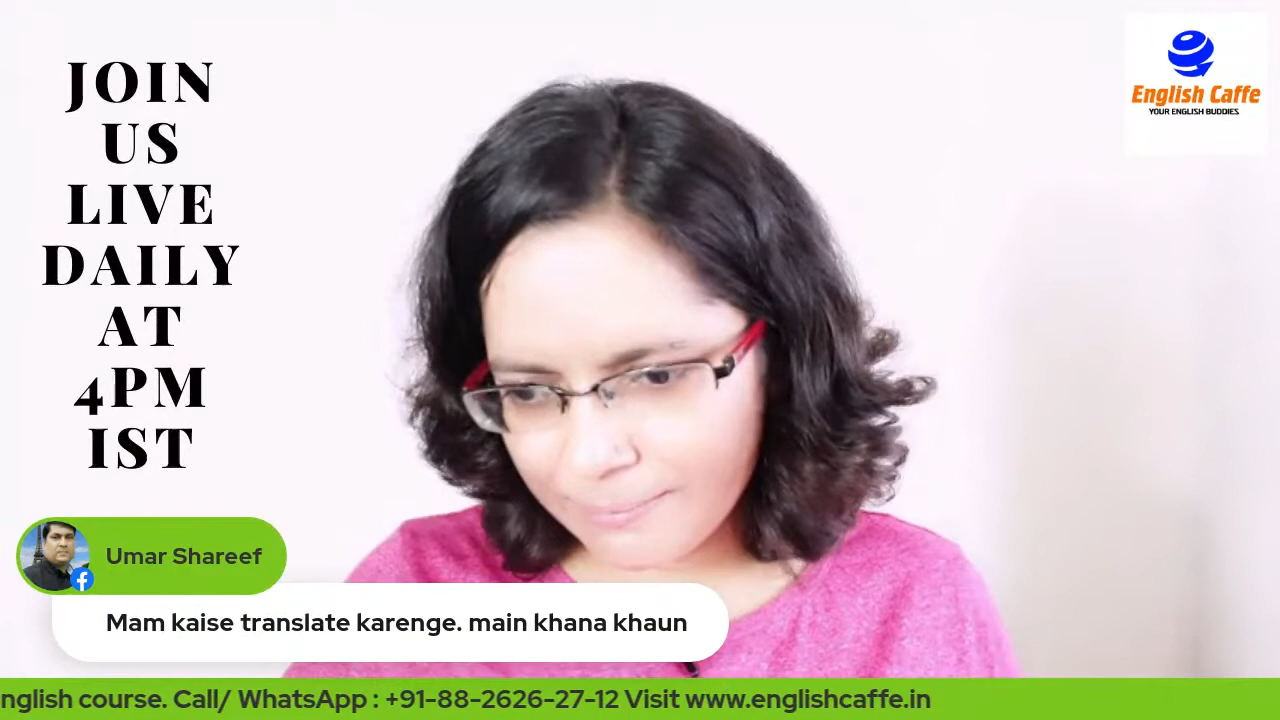 JOIN
US
LIVE
DAILY
AT
4PM
IST
English Caffe
YOUR ENGLISH BUDDIES
Umar Shareef
Mam kaise translate karenge. main khana khaun
nglish course. Call/ WhatsApp : +91-88-2626-27-12 Visit www.englishcaffe.in